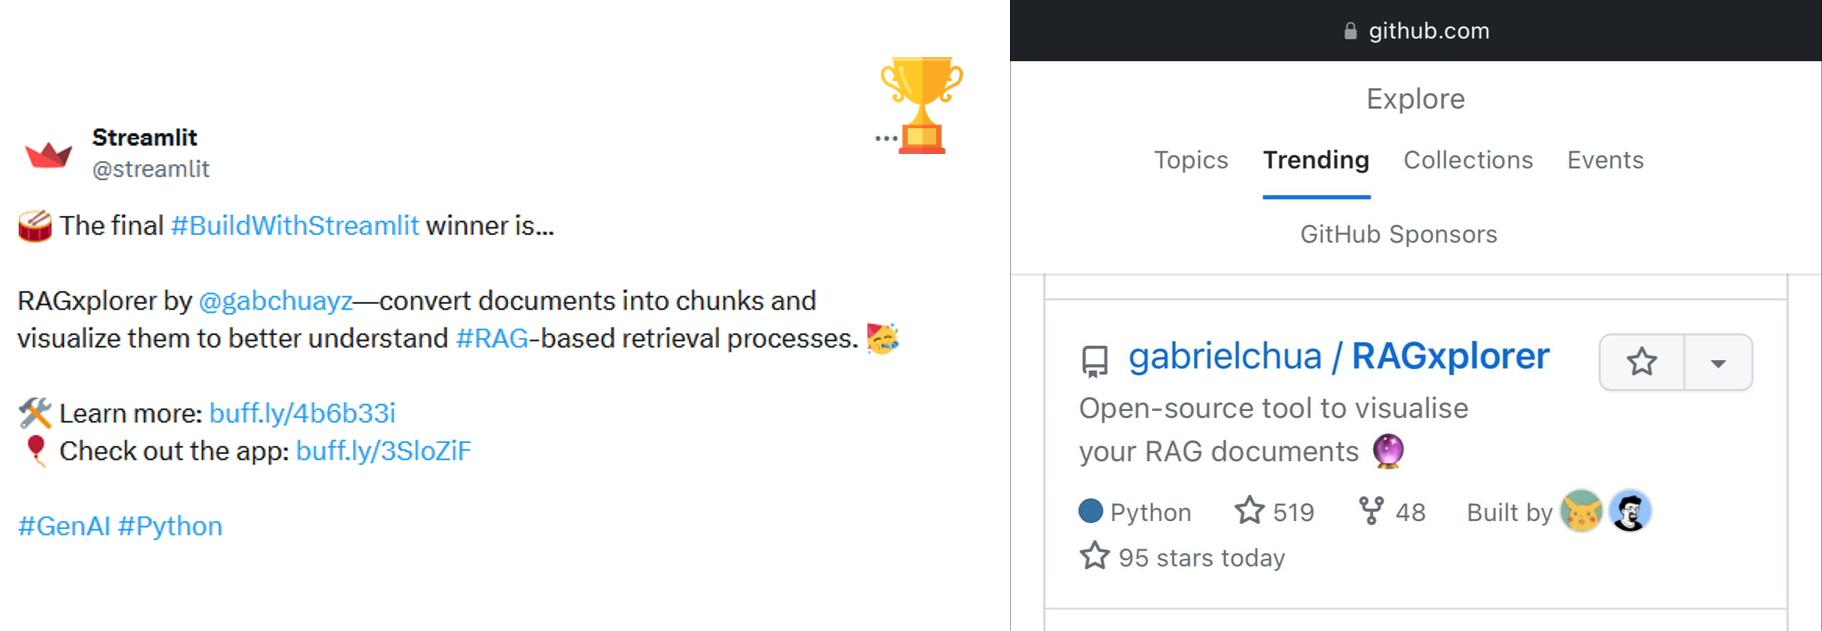 Streamlit
@streamlit
The final #BuildWithStreamlit winner is...
RAGxplorer by @gabchuayz—convert documents into chunks and
visualize them to better understand #RAG-based retrieval processes.
Learn more: buff.ly/4b6b33i
Check out the app: buff.ly/3SloZiF
#GenAI #Python
github.com
Explore
Topics Trending Collections Events
GitHub Sponsors
gabrielchua / RAGxplorer
Open-source tool to visualise
your RAG documents
Python 519 48 Built by
95 stars today